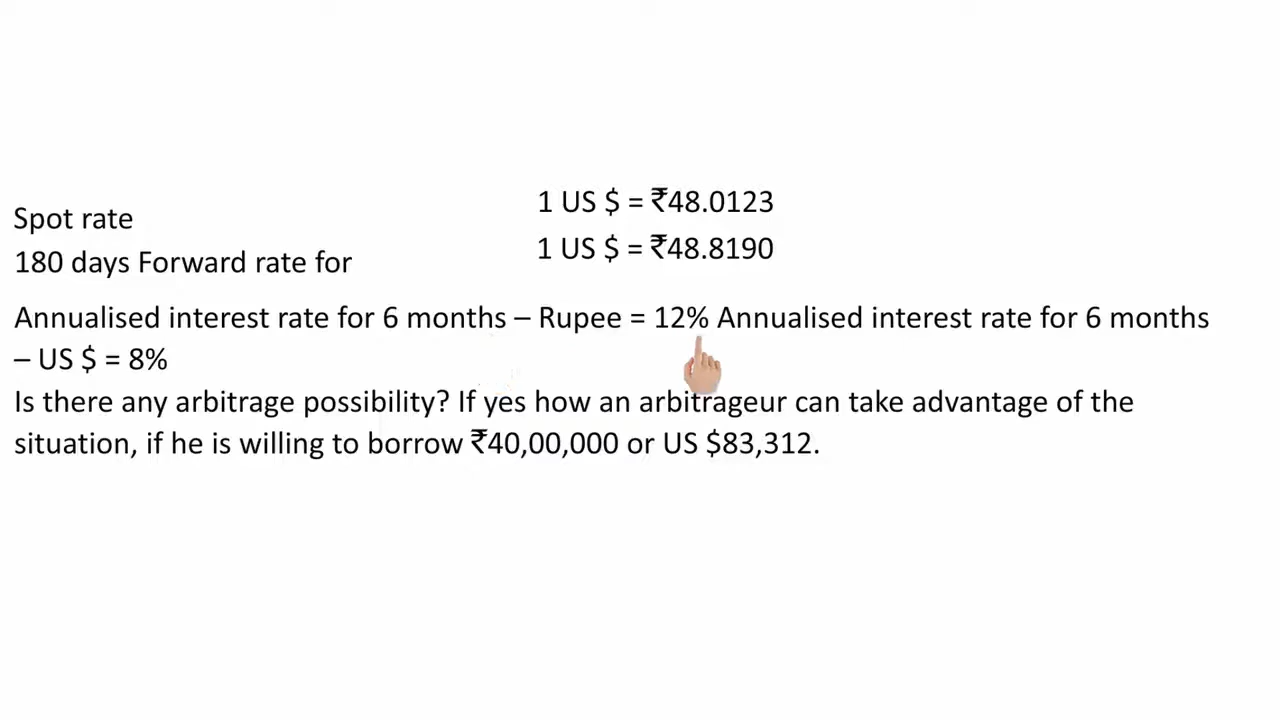 Spot rate
1 US $ = ₹48.0123
180 days Forward rate for
1 US $ = ₹48.8190
Annualised interest rate for 6 months – Rupee = 12% Annualised interest rate for 6 months
– US $ = 8%
Is there any arbitrage possibility? If yes how an arbitrageur can take advantage of the
situation, if he is willing to borrow ₹40,00,000 or US $83,312.